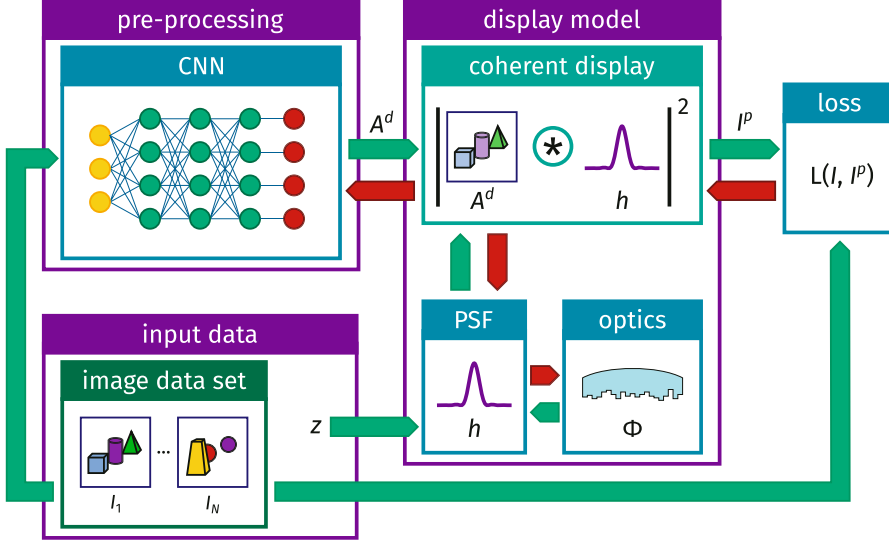 pre-processing
CNN
A^d
display model
coherent display
2
A^d
*
h
I^p
loss
L(I, I^p)
input data
image data set
...
I_1
I_N
z
PSF
h
optics
Φ